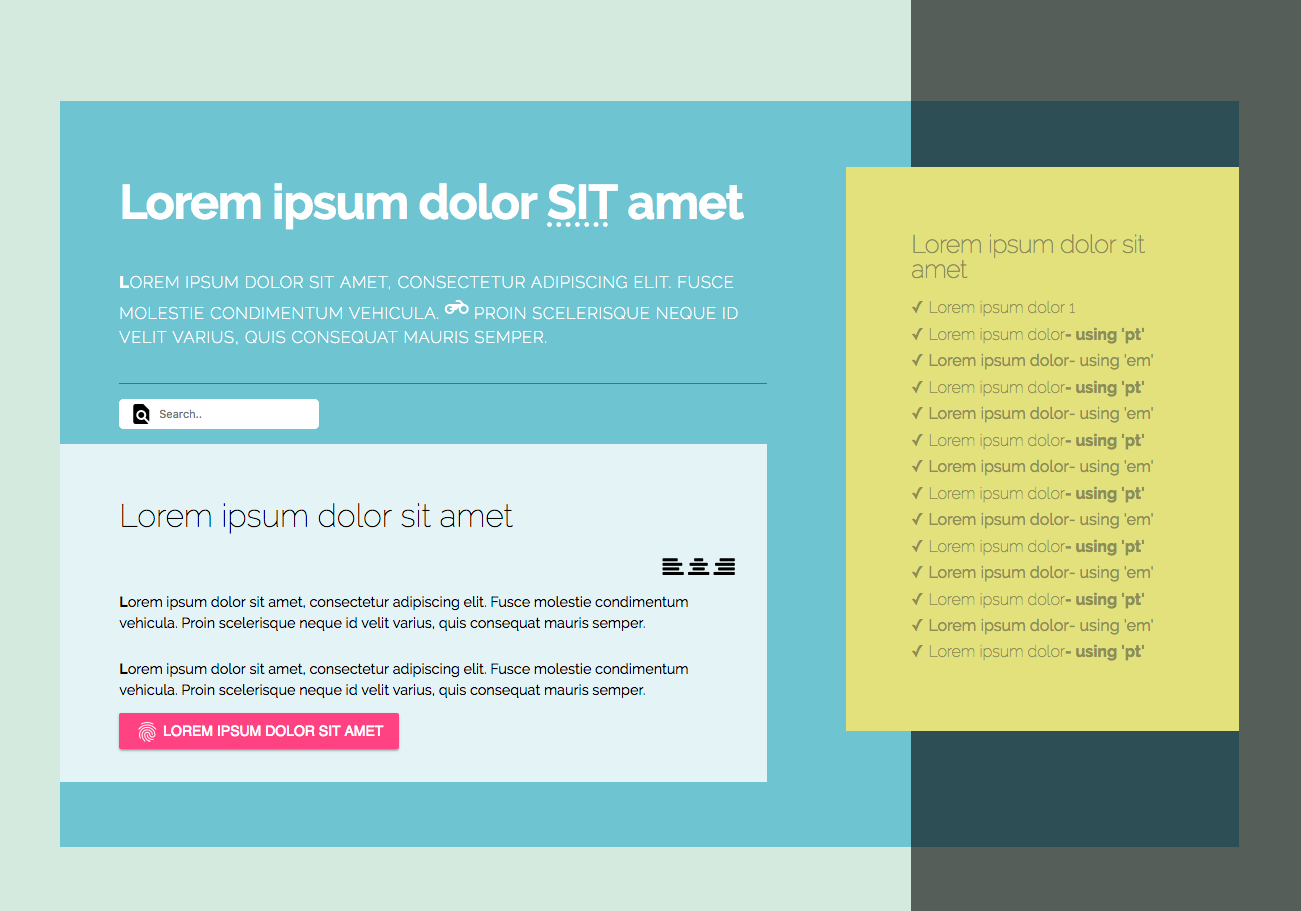 Lorem ipsum dolor SIT amet
LOREM IPSUM DOLOR SIT AMET, CONSECTETUR ADIPISCING ELIT. FUSCE
MOLESTIE CONDIMENTUM VEHICULA. PROIN SCELERISQUE NEQUE ID
VELIT VARIUS, QUIS CONSEQUAT MAURIS SEMPER.
Search..
Lorem ipsum dolor sit amet
Lorem ipsum dolor sit amet, consectetur adipiscing elit. Fusce molestie condimentum
vehicula. Proin scelerisque neque id velit varius, quis consequat mauris semper.
Lorem ipsum dolor sit amet, consectetur adipiscing elit. Fusce molestie condimentum
vehicula. Proin scelerisque neque id velit varius, quis consequat mauris semper.
LOREM IPSUM DOLOR SIT AMET
Lorem ipsum dolor sit
amet
✓ Lorem ipsum dolor 1
✓ Lorem ipsum dolor- using 'pt'
✓ Lorem ipsum dolor- using 'em'
✓ Lorem ipsum dolor- using 'pt'
✓ Lorem ipsum dolor- using 'em'
✓ Lorem ipsum dolor- using 'pt'
✓ Lorem ipsum dolor- using 'em'
✓ Lorem ipsum dolor- using 'pt'
✓ Lorem ipsum dolor- using 'em'
✓ Lorem ipsum dolor- using 'pt'
✓ Lorem ipsum dolor- using 'em'
✓ Lorem ipsum dolor- using 'pt'
✓ Lorem ipsum dolor- using 'em'
✓ Lorem ipsum dolor- using 'pt'